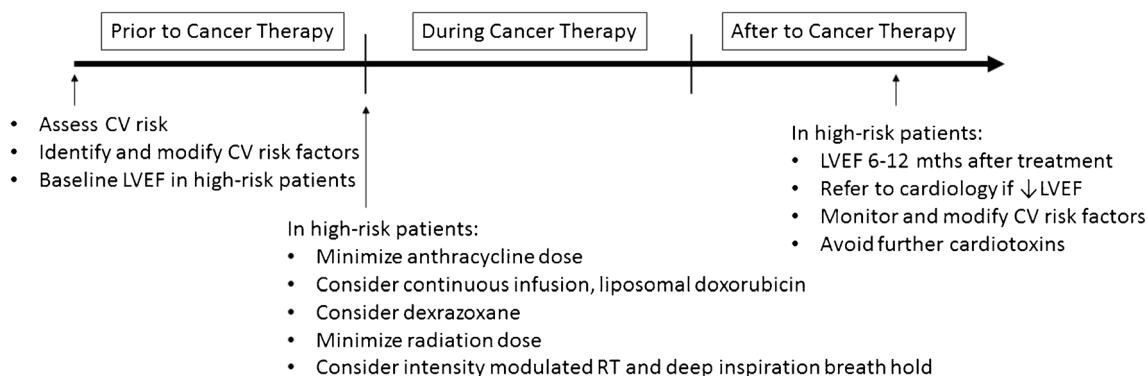 Prior to Cancer Therapy
During Cancer Therapy
After to Cancer Therapy
• Assess CV risk
• Identify and modify CV risk factors
• Baseline LVEF in high-risk patients
In high-risk patients:
• Minimize anthracycline dose
• Consider continuous infusion, liposomal doxorubicin
• Consider dexrazoxane
• Minimize radiation dose
• Consider intensity modulated RT and deep inspiration breath hold
In high-risk patients:
• LVEF 6-12 mths after treatment
• Refer to cardiology if ↓LVEF
• Monitor and modify CV risk factors
• Avoid further cardiotoxins